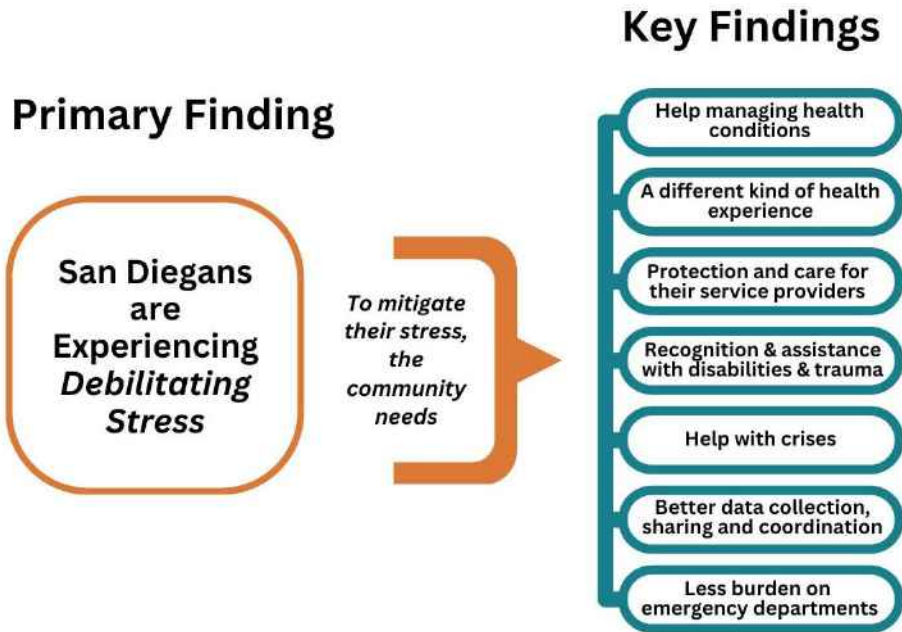 Primary Finding
San Diegans
are
Experiencing
Debilitating
Stress
To mitigate
their stress,
the
community
needs
Key Findings
Help managing health
conditions
A different kind of health
experience
Protection and care for
their service providers
Recognition & assistance
with disabilities & trauma
Help with crises
Better data collection,
sharing and coordination
Less burden on
emergency departments